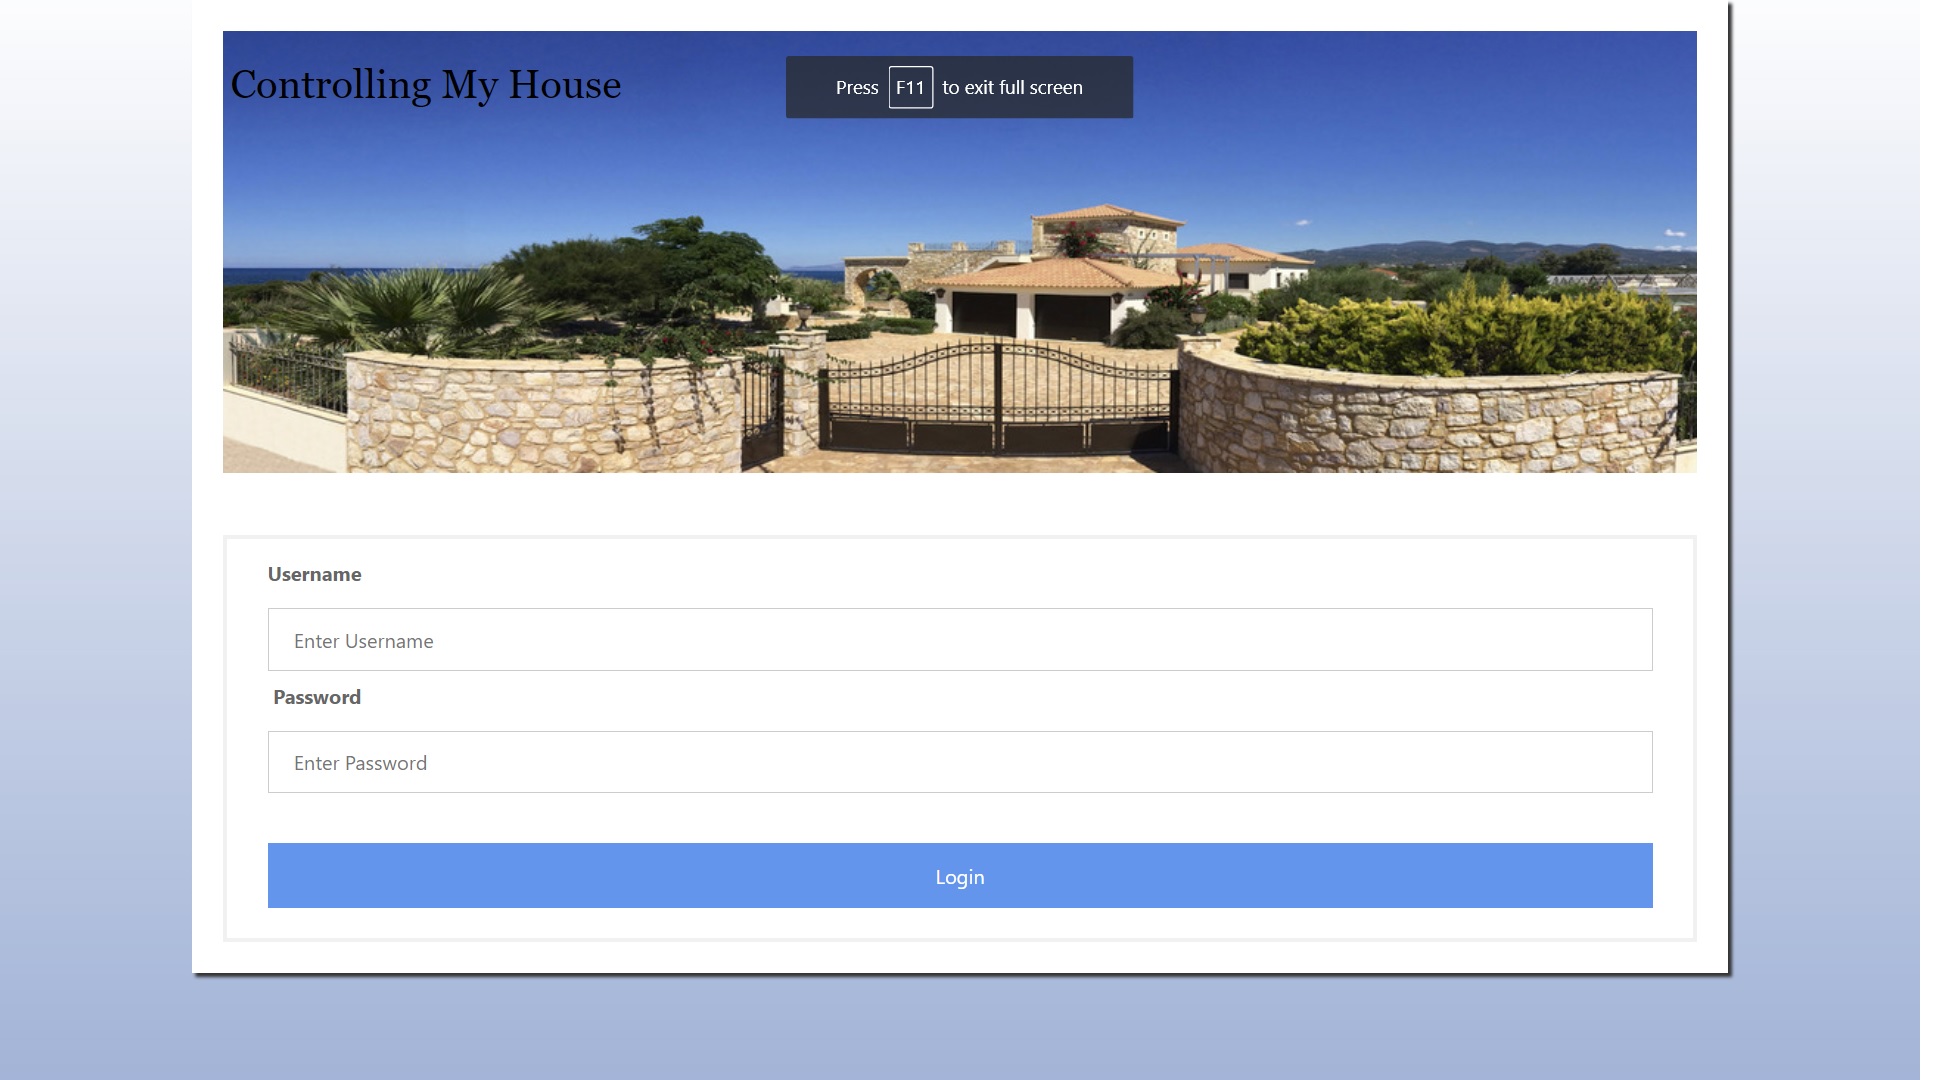 Controlling My House
Press F11 to exit full screen
Username
Enter Username
Password
Enter Password
Login